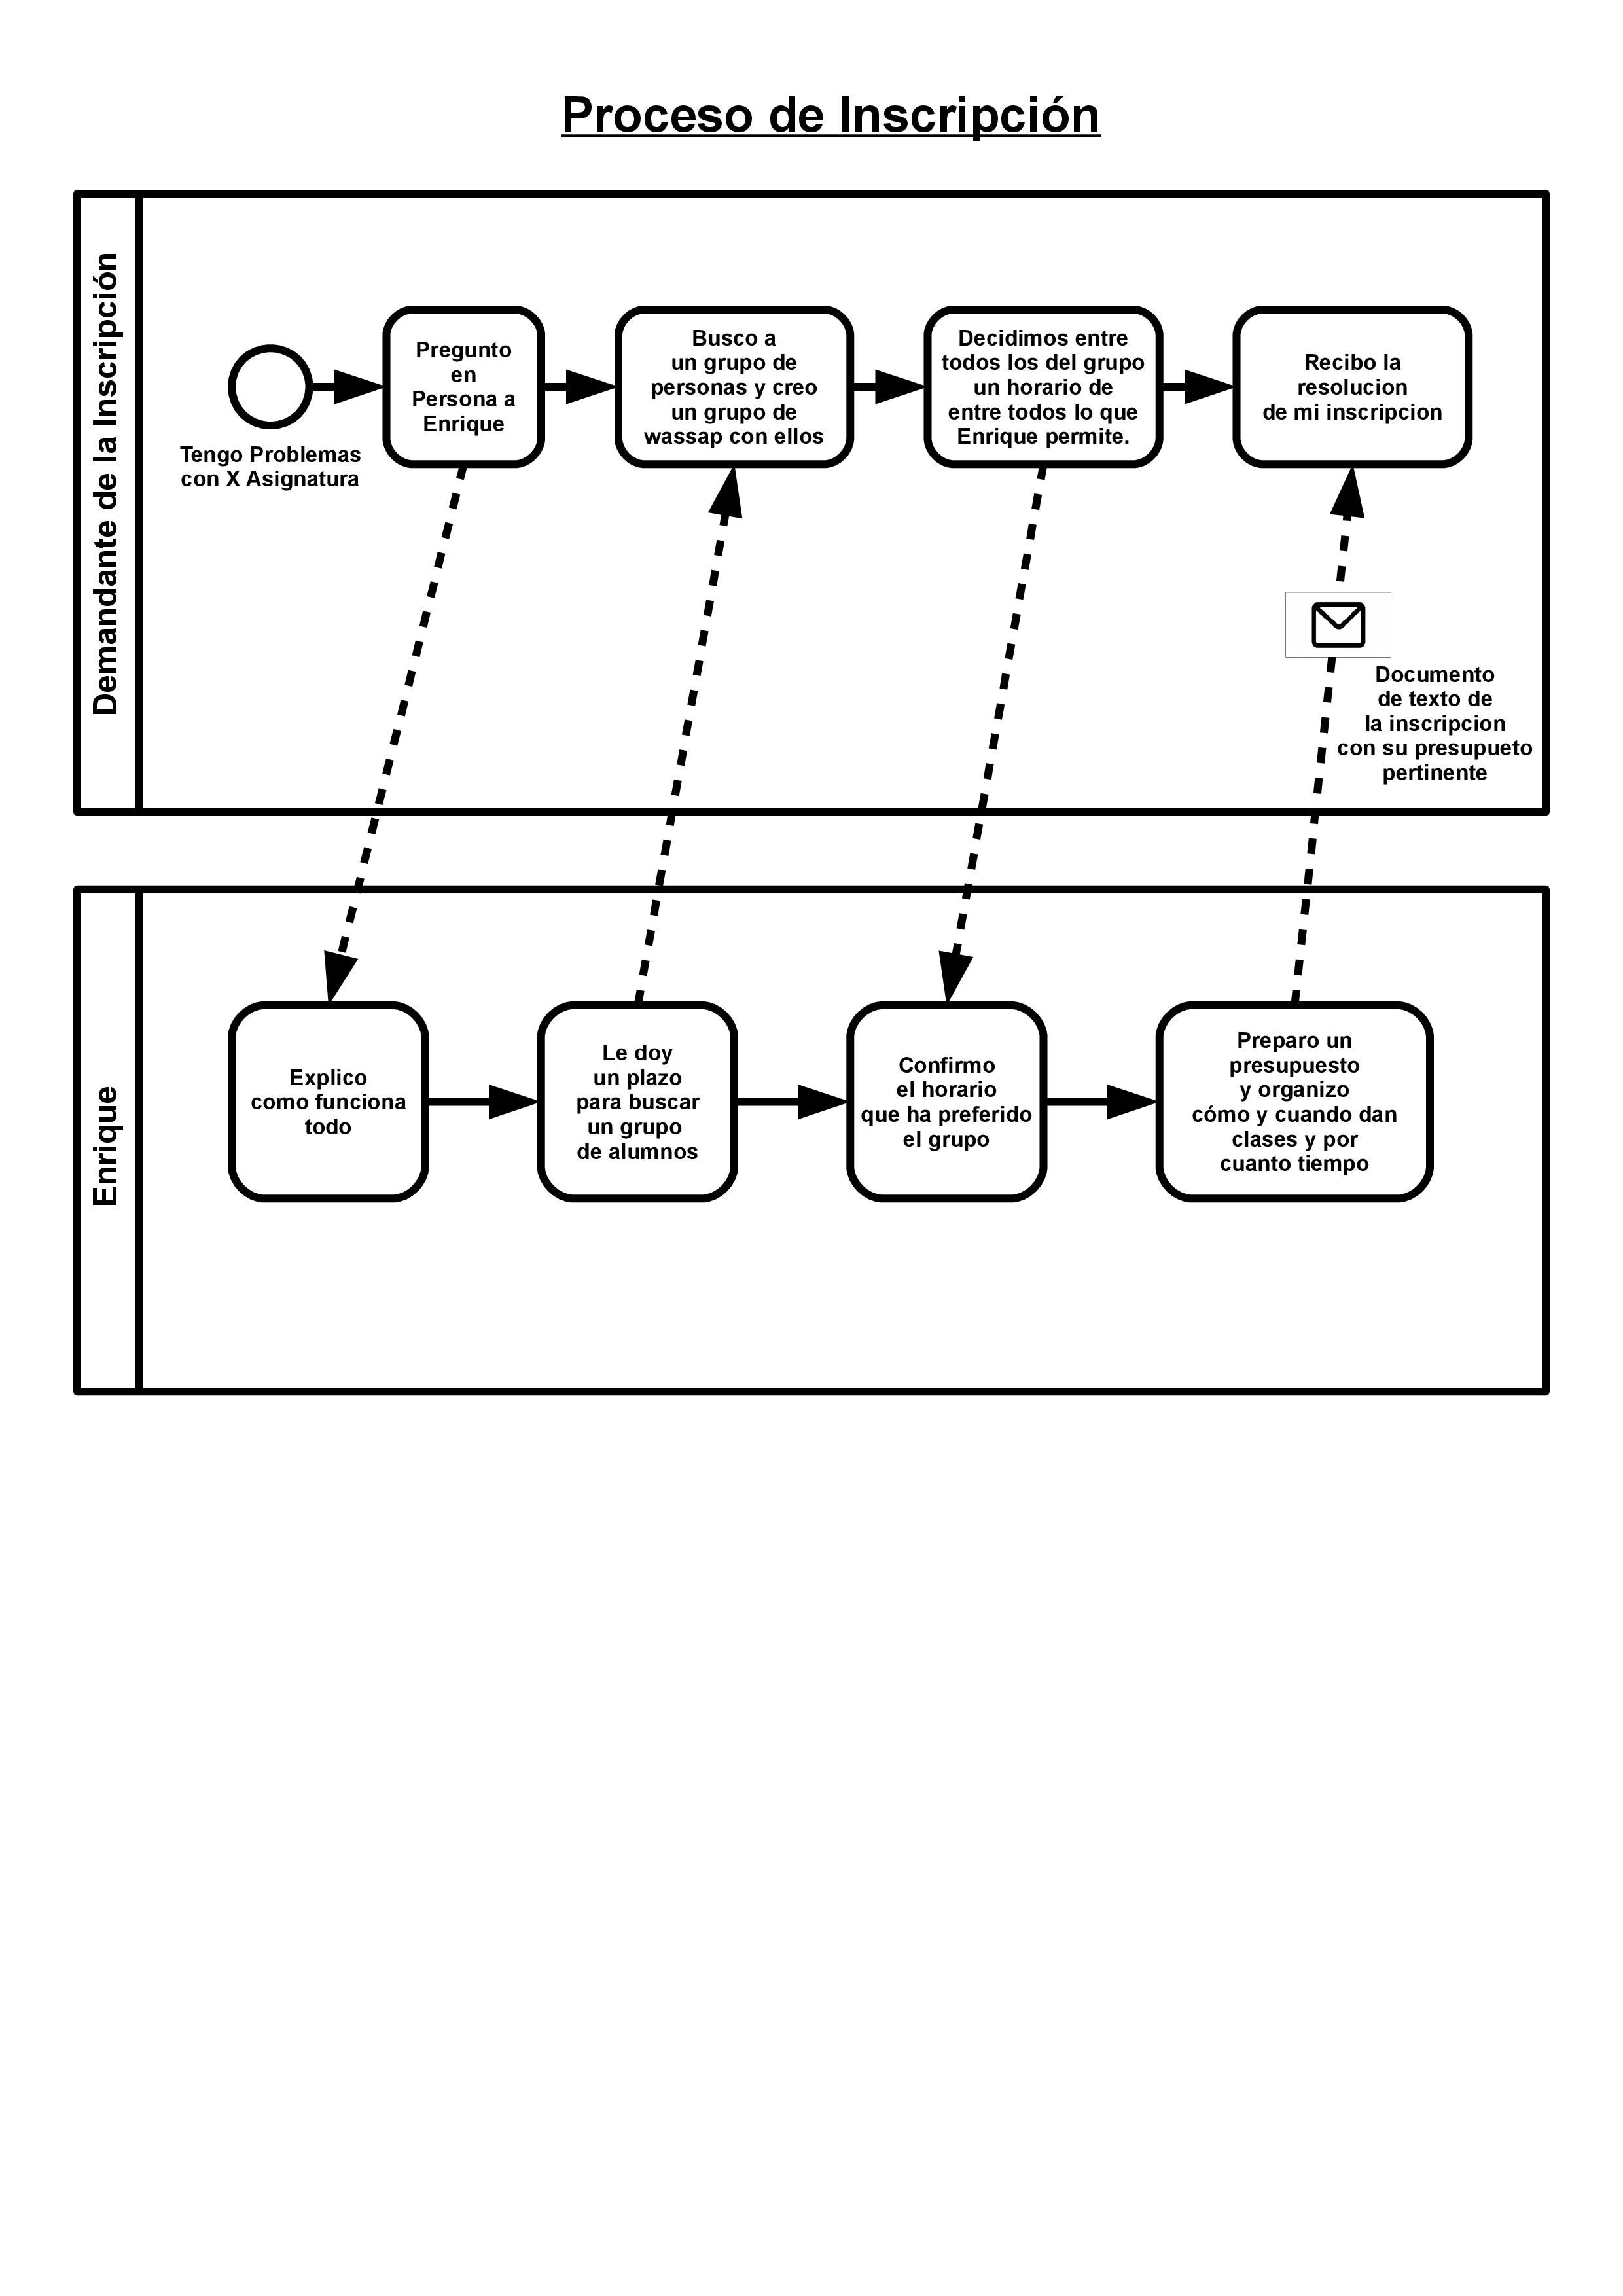 Proceso de Inscripción
Demandante de la Inscripción
Tengo Problemas
con X Asignatura
Pregunto
en
Persona a
Enrique
Busco a
un grupo de
personas y creo
un grupo de
wassap con ellos
Decidimos entre
todos los del grupo
un horario de
entre todos lo que
Enrique permite.
Recibo la
resolucion
de mi inscripcion
Documento
de texto de
la inscripcion
con su presupueto
pertinente
Enrique
Explico
como funciona
todo
Le doy
un plazo
para buscar
un grupo
de alumnos
Confirmo
el horario
que ha preferido
el grupo
Preparo un
presupuesto
y organizo
cómo y cuando dan
clases y por
cuanto tiempo